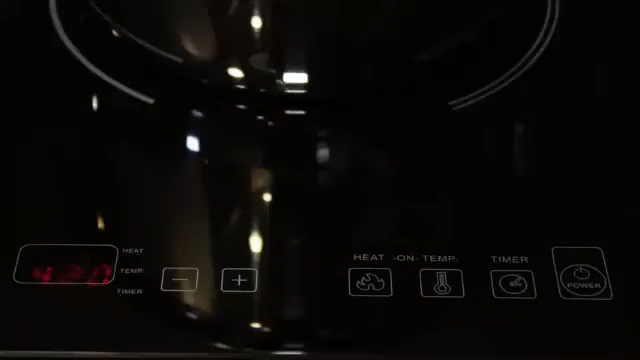 HEAT
TEMP.
TIMER
420
− +
HEAT -ON- TEMP.
TIMER
POWER